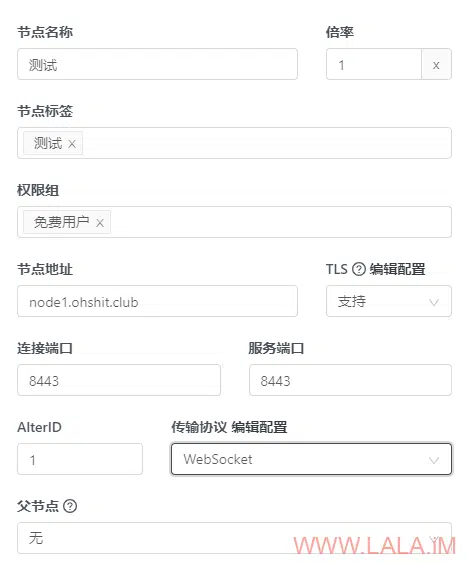 节点名称 倍率
测试 1 x
节点标签
测试 ×
权限组
免费用户 ×
节点地址 TLS ? 编辑配置
node1.ohshit.club 支持
连接端口 服务端口
8443 8443
AlterID 传输协议 编辑配置
1 WebSocket
父节点 ?
无
WWW.LALA.IM